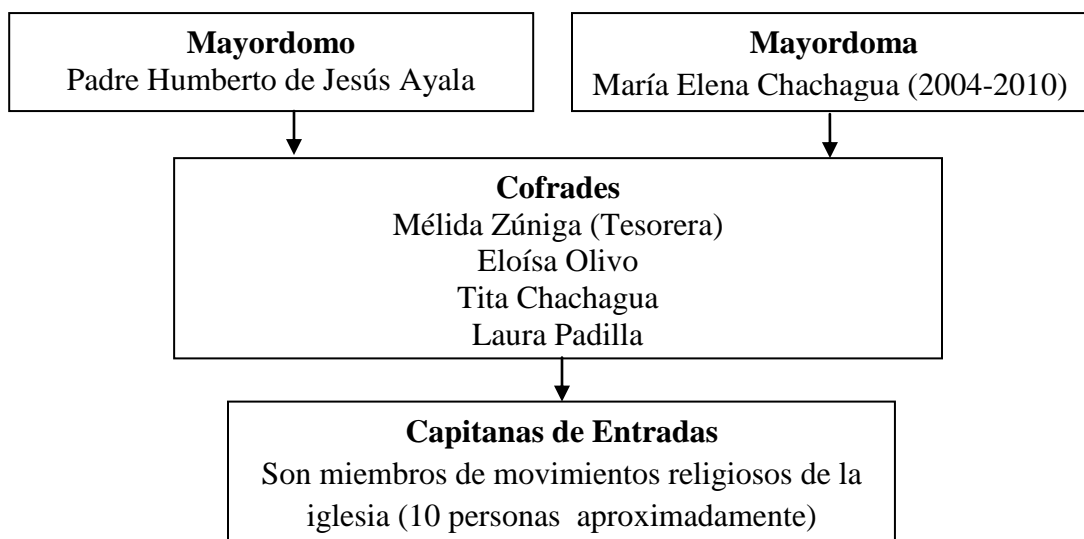 Mayordomo
Padre Humberto de Jesús Ayala
Mayordoma
María Elena Chachagua (2004-2010)
Cofrades
Mélida Zúniga (Tesorera)
Eloísa Olivo
Tita Chachagua
Laura Padilla
Capitanas de Entradas
Son miembros de movimientos religiosos de la
iglesia (10 personas aproximadamente)